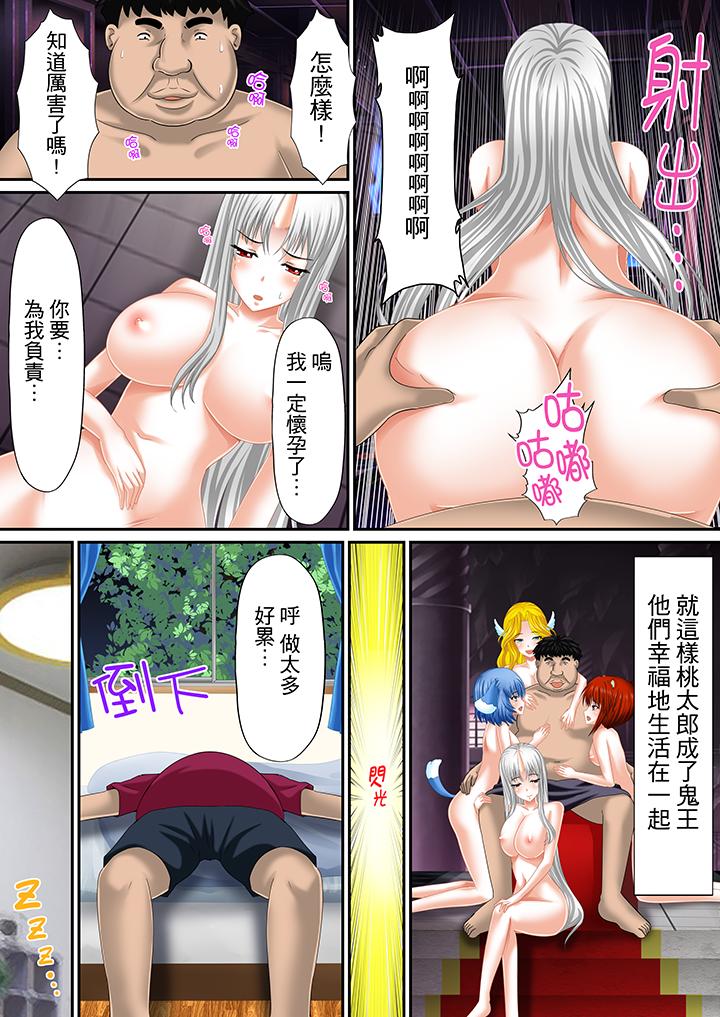 射出…
啊啊啊啊啊啊啊啊
咕嘟
咕嘟
怎麼樣！
知道厲害了嗎！
哈啊
哈啊
哈啊
哈啊
哈啊
嗚
我一定懷孕了…
你要…
為我負責…
就這樣桃太郎成了鬼王
他們幸福地生活在一起
閃光
呼 做太多
好累…
倒下
Z
Z
Z…